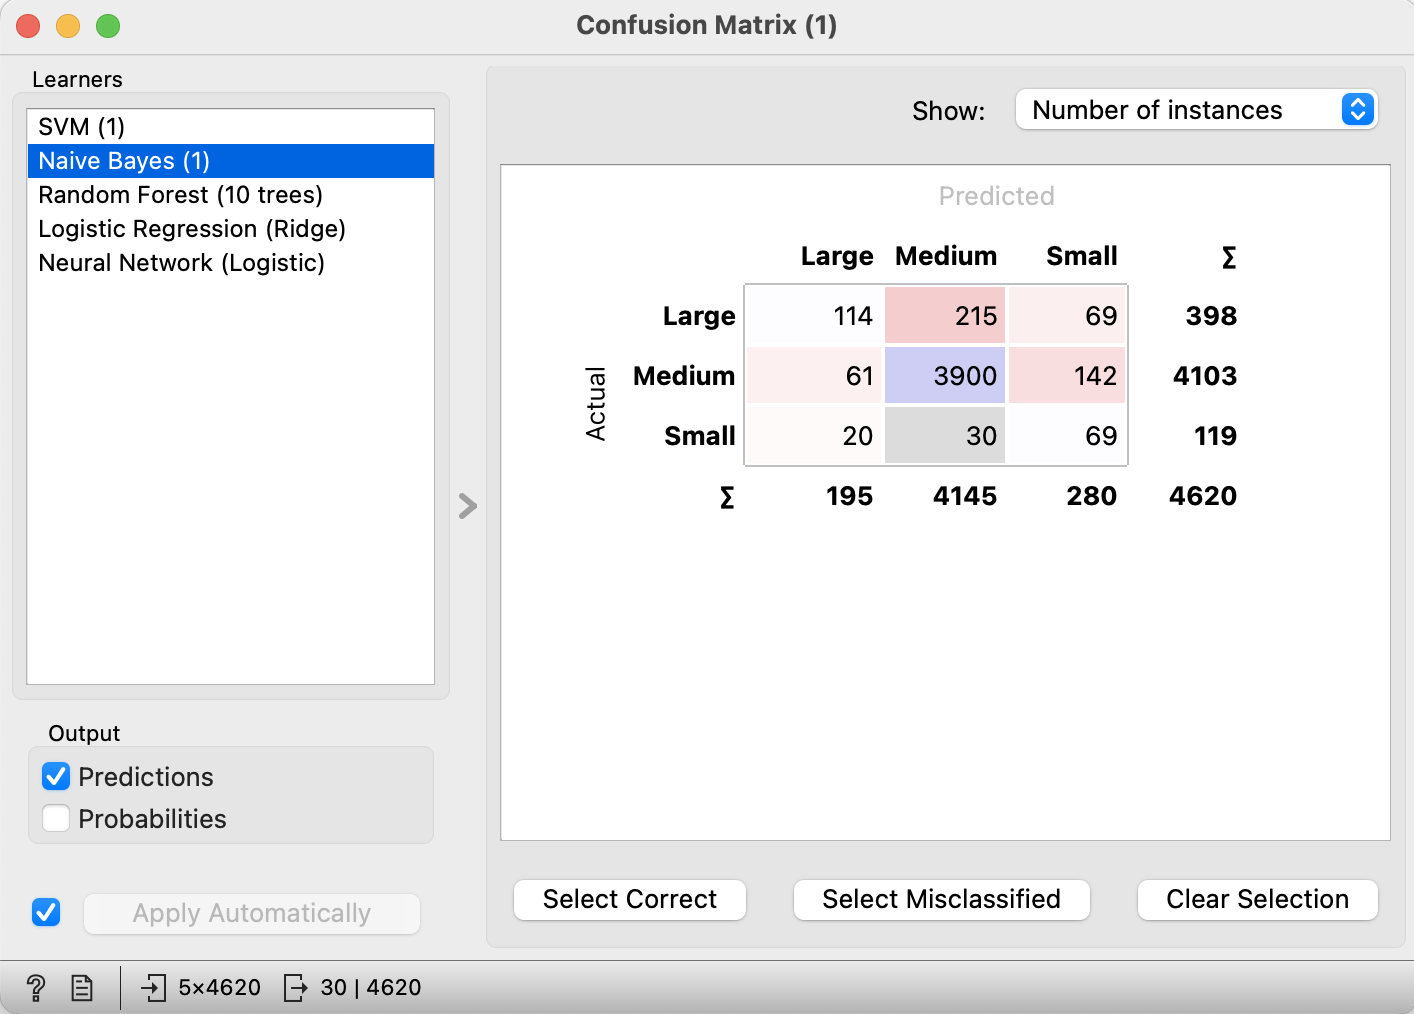 Confusion Matrix (1)
Learners
SVM (1)
Naive Bayes (1)
Random Forest (10 trees)
Logistic Regression (Ridge)
Neural Network (Logistic)
Output
Predictions
Probabilities
Apply Automatically
Show: Number of instances
Predicted
Large Medium Small Σ
Actual
Large 114 215 69 398
Medium 61 3900 142 4103
Small 20 30 69 119
Σ 195 4145 280 4620
Select Correct Select Misclassified Clear Selection
? 5×4620 30 | 4620